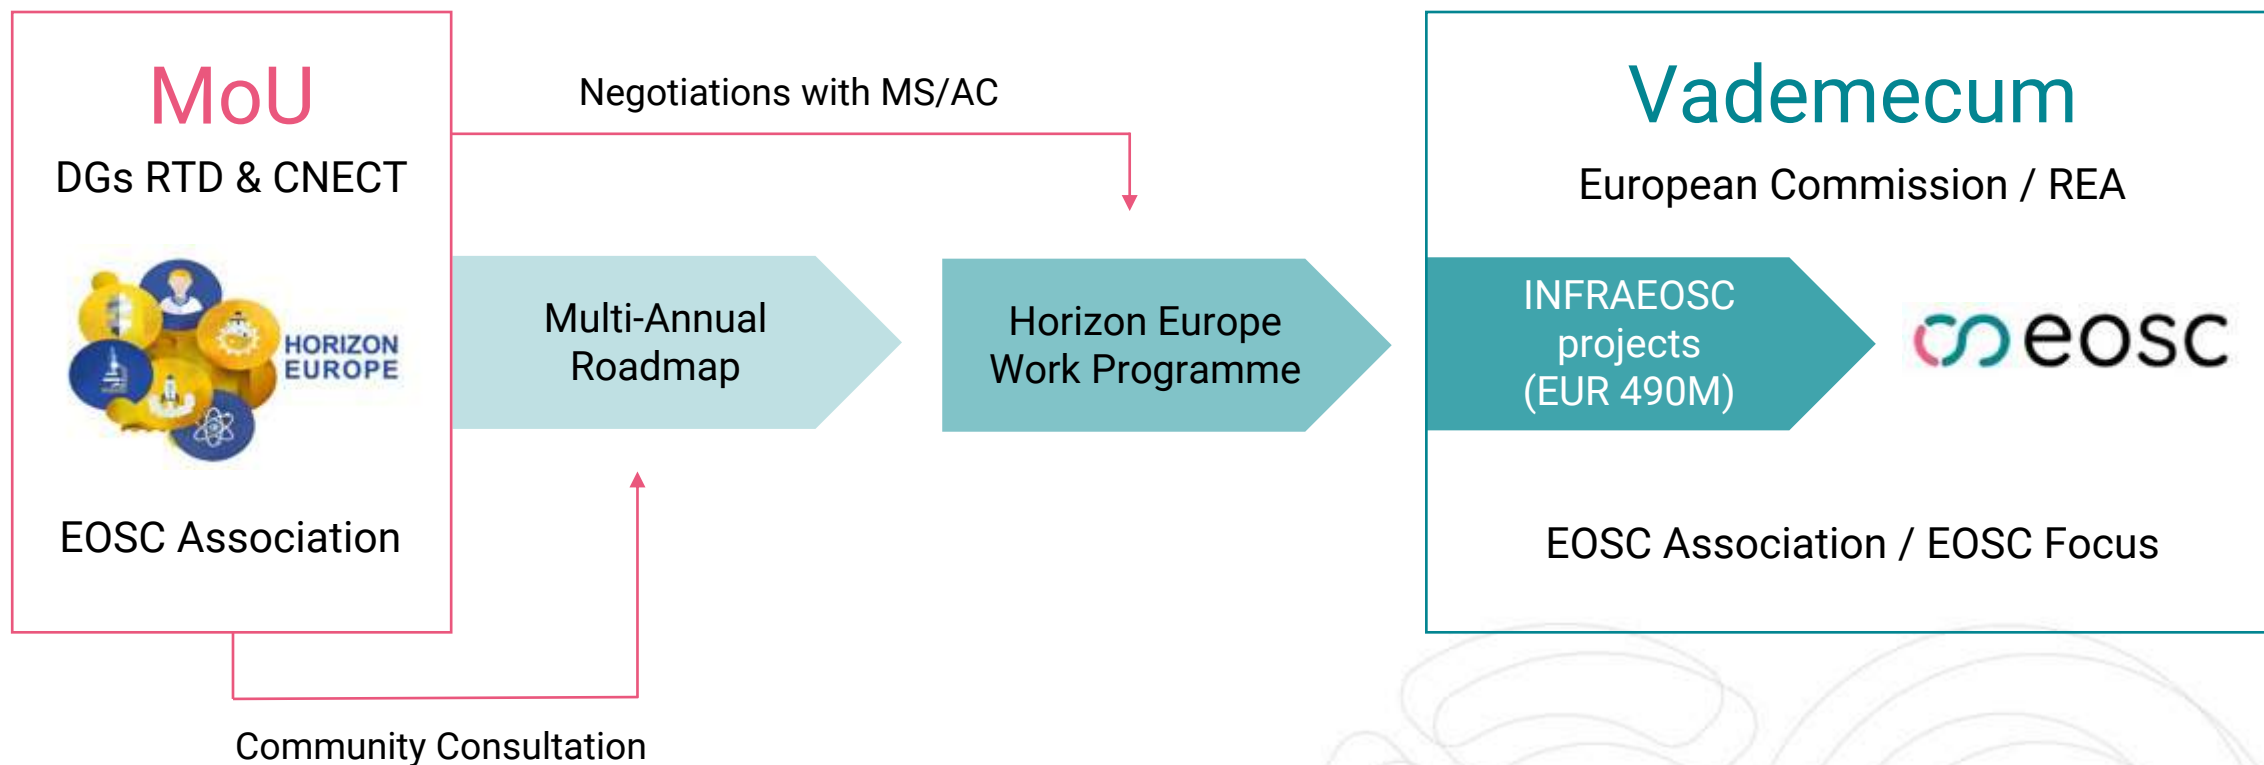 MoU
DGs RTD & CNECT
HORIZON
EUROPE
EOSC Association
Negotiations with MS/AC
Multi-Annual
Roadmap
Community Consultation
Horizon Europe
Work Programme
Vademecum
European Commission / REA
INFRAEOSC
projects
(EUR 490M)
eosc
EOSC Association / EOSC Focus